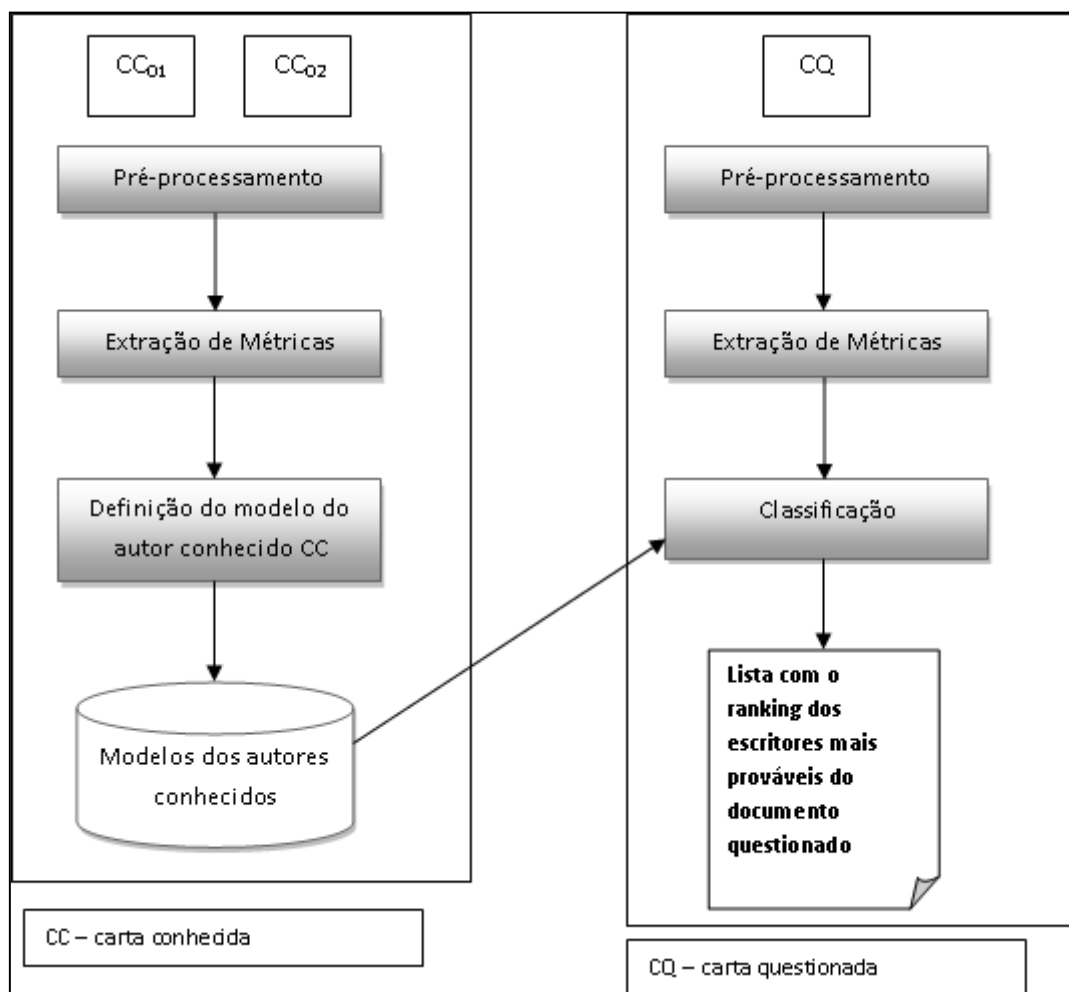 CC₀₁
CC₀₂
Pré-processamento
Extração de Métricas
Definição do modelo do
autor conhecido CC
Modelos dos autores
conhecidos
CC – carta conhecida
CQ
Pré-processamento
Extração de Métricas
Classificação
Lista com o
ranking dos
escritores mais
prováveis do
documento
questionado
CQ – carta questionada